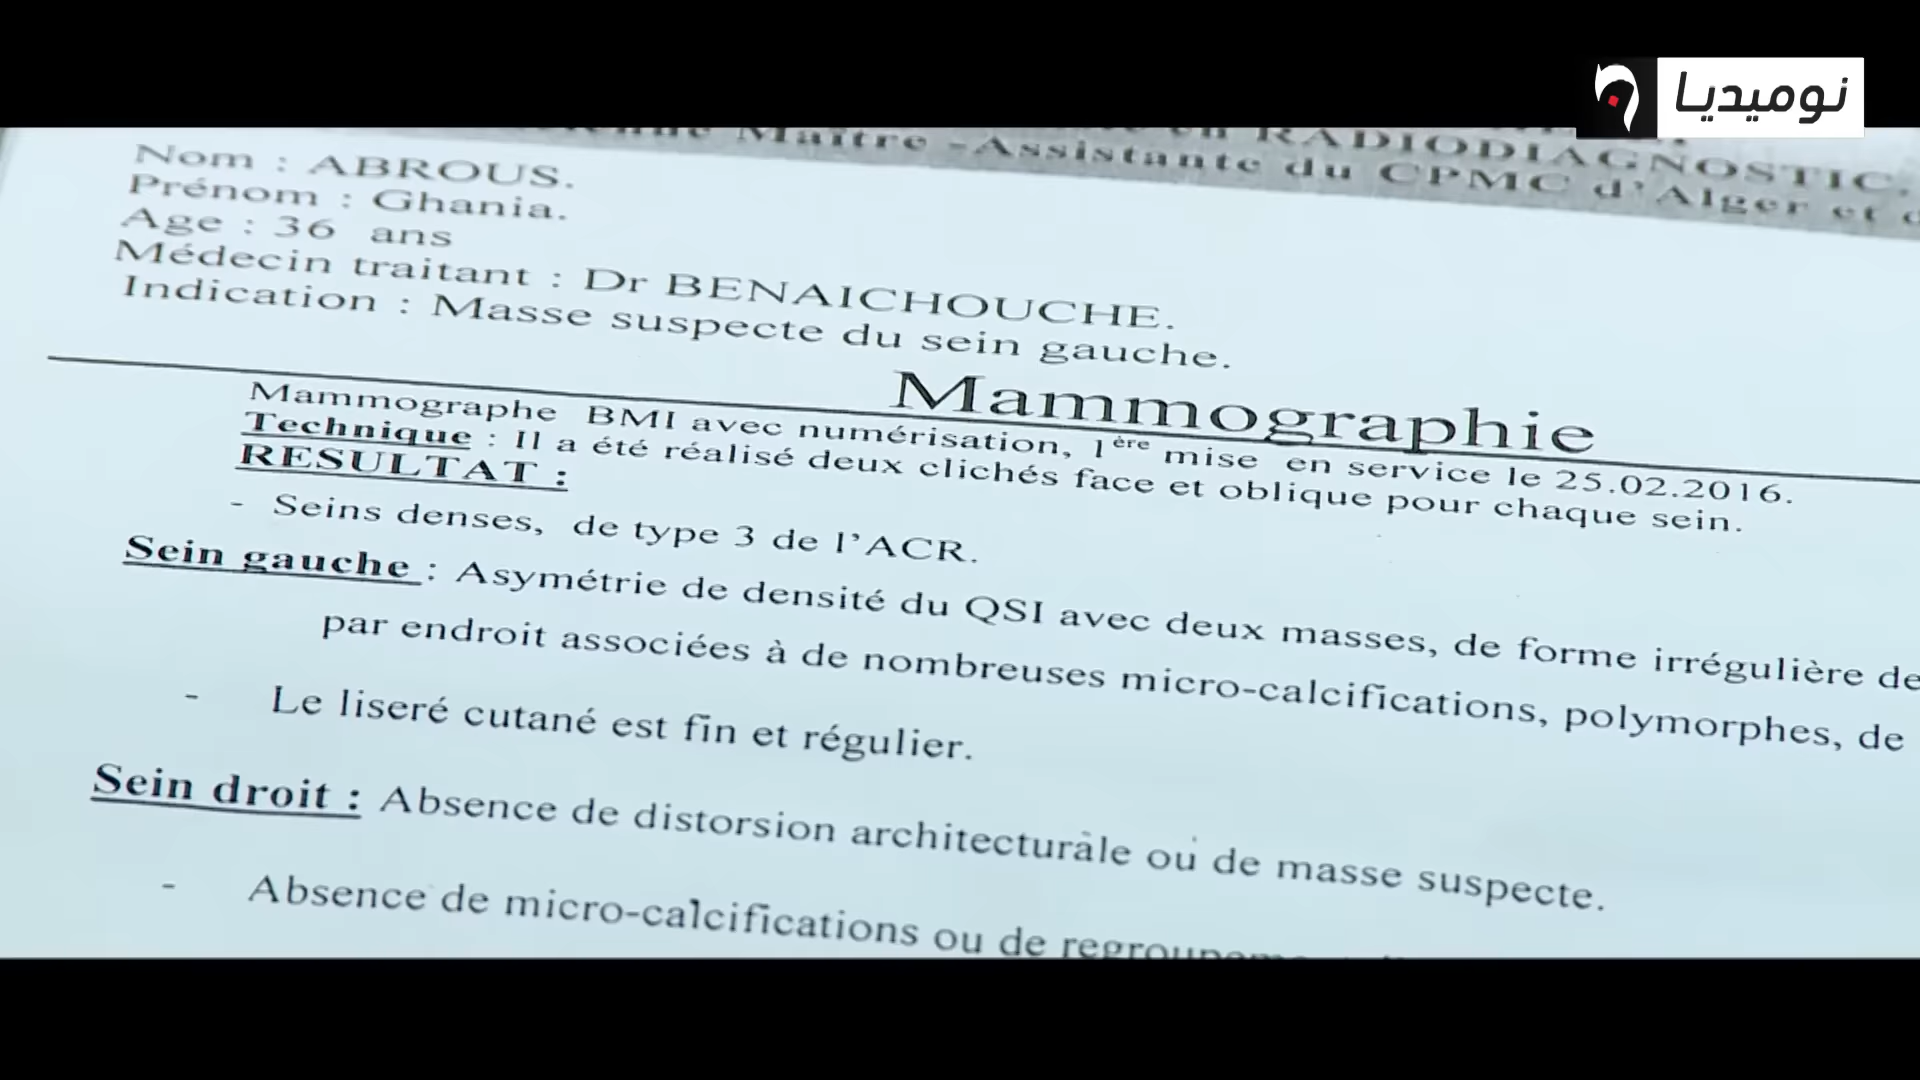 نوميديا
en RADIODIAGNOSTIC.
Maître -Assistante du CPMC d'Alger et d
Nom : ABROUS.
Prénom : Ghania.
Age : 36 ans
Médecin traitant : Dr BENAICHOUCHE.
Indication : Masse suspecte du sein gauche.
Mammographie
Mammographe BMI avec numérisation, 1ère mise en service le 25.02.2016.
Technique : Il a été réalisé deux clichés face et oblique pour chaque sein.
RESULTAT :
- Seins denses, de type 3 de l'ACR.
Sein gauche : Asymétrie de densité du QSI avec deux masses, de forme irrégulière de
par endroit associées à de nombreuses micro-calcifications, polymorphes, de
- Le liseré cutané est fin et régulier.
Sein droit : Absence de distorsion architecturale ou de masse suspecte.
- Absence de micro-calcifications ou de